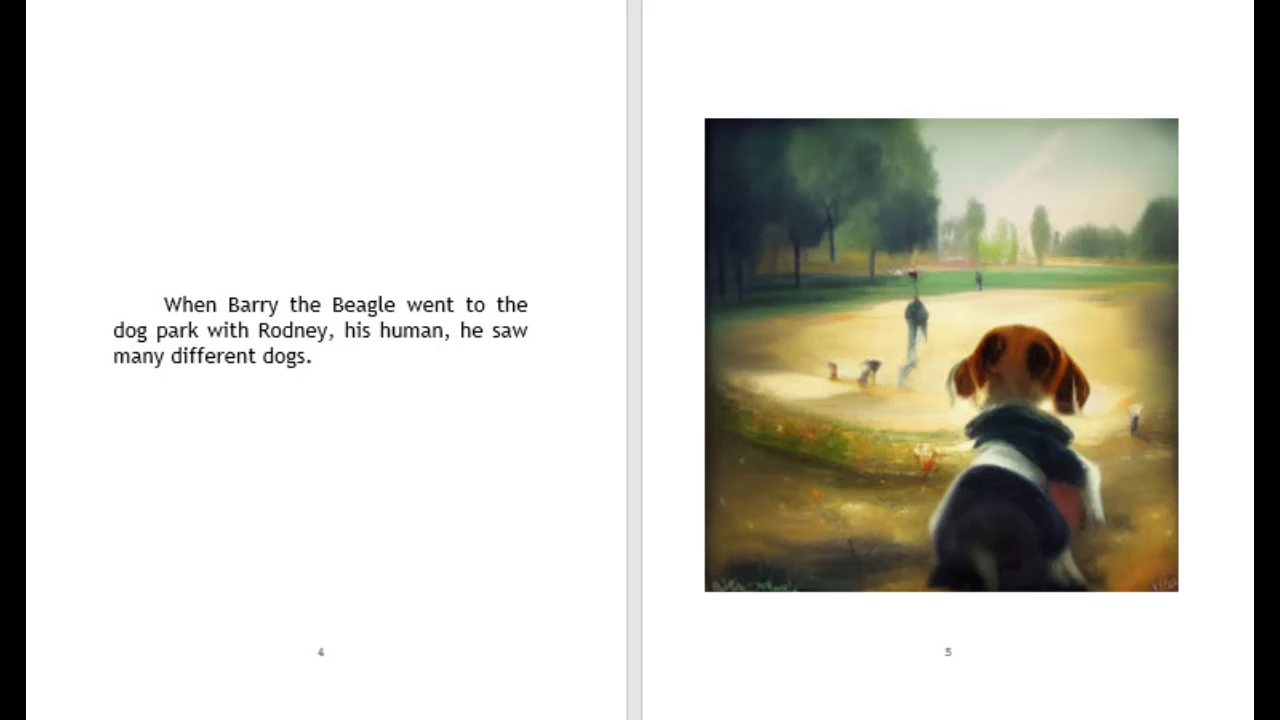 When Barry the Beagle went to the
dog park with Rodney, his human, he saw
many different dogs.
4
5